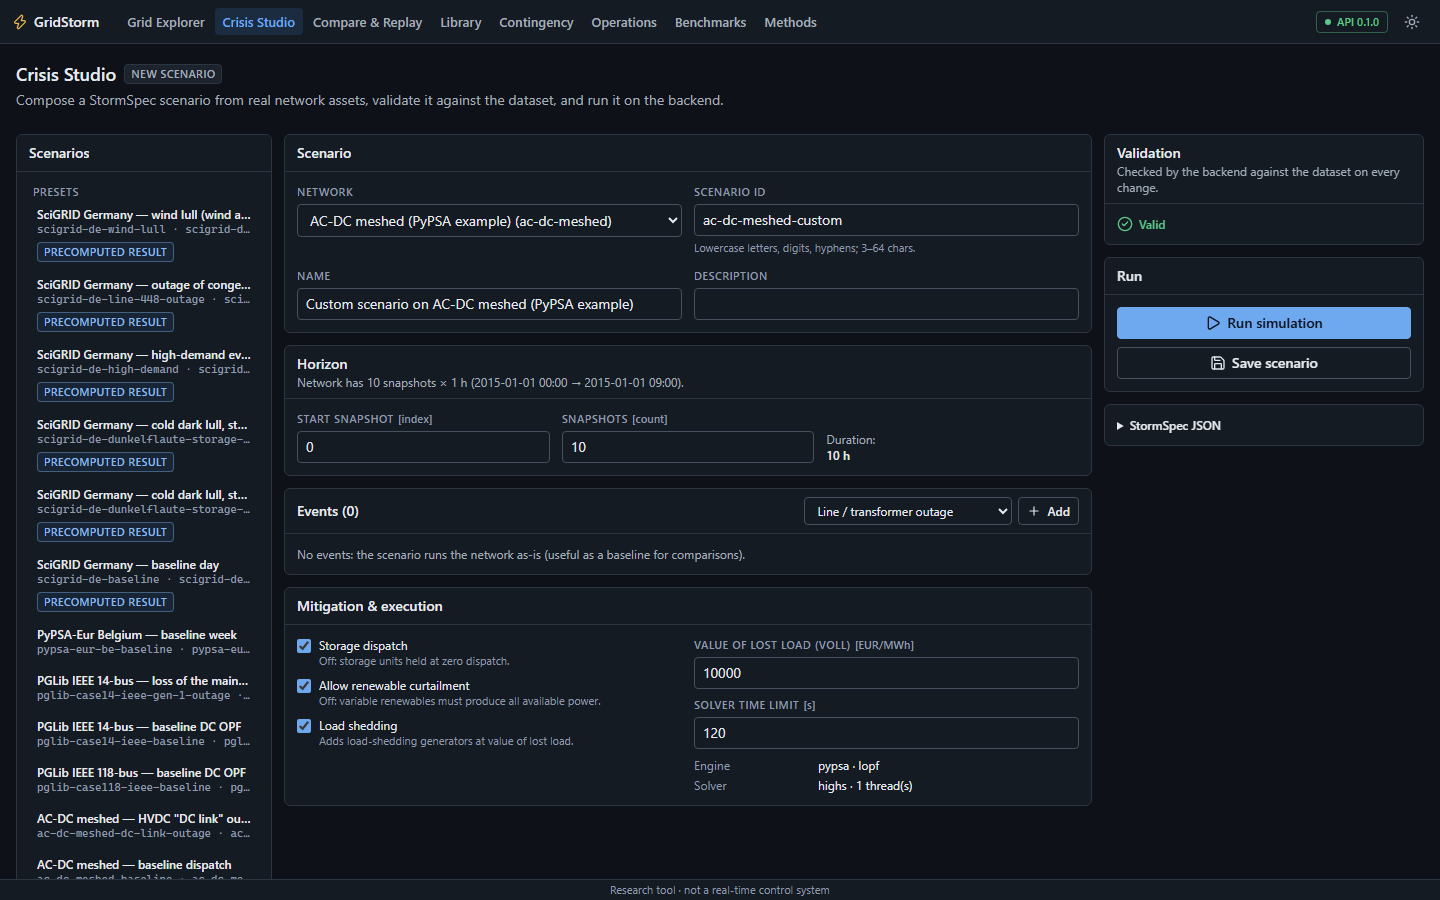 GridStorm
Grid Explorer
Crisis Studio
Compare & Replay
Library
Contingency
Operations
Benchmarks
Methods
API 0.1.0
Crisis Studio
NEW SCENARIO
Compose a StormSpec scenario from real network assets, validate it against the dataset, and run it on the backend.
Scenarios
PRESETS
SciGRID Germany — wind lull (wind a...
scigrid-de-wind-lull · scigrid-d...
PRECOMPUTED RESULT
SciGRID Germany — outage of conge...
scigrid-de-line-448-outage · sci...
PRECOMPUTED RESULT
SciGRID Germany — high-demand ev...
scigrid-de-high-demand · scigrid...
PRECOMPUTED RESULT
SciGRID Germany — cold dark lull, st...
scigrid-de-dunkelflaute-storage-...
PRECOMPUTED RESULT
SciGRID Germany — cold dark lull, st...
scigrid-de-dunkelflaute-storage-...
PRECOMPUTED RESULT
SciGRID Germany — baseline day
scigrid-de-baseline · scigrid-de...
PRECOMPUTED RESULT
PyPSA-Eur Belgium — baseline week
pypsa-eur-be-baseline · pypsa-eu...
PGLib IEEE 14-bus — loss of the main...
pglib-case14-ieee-gen-1-outage ·...
PGLib IEEE 14-bus — baseline DC OPF
pglib-case14-ieee-baseline · pgl...
PGLib IEEE 118-bus — baseline DC OPF
pglib-case118-ieee-baseline · pg...
AC-DC meshed — HVDC "DC link" ou...
ac-dc-meshed-dc-link-outage · ac...
AC-DC meshed — baseline dispatch
ac-dc-meshed-baseline · ac-dc-me...
Scenario
NETWORK
AC-DC meshed (PyPSA example) (ac-dc-meshed)
SCENARIO ID
ac-dc-meshed-custom
Lowercase letters, digits, hyphens; 3–64 chars.
NAME
Custom scenario on AC-DC meshed (PyPSA example)
DESCRIPTION
Horizon
Network has 10 snapshots × 1 h (2015-01-01 00:00 → 2015-01-01 09:00).
START SNAPSHOT [index]
0
SNAPSHOTS [count]
10
Duration:
10 h
Events (0)
Line / transformer outage
Add
No events: the scenario runs the network as-is (useful as a baseline for comparisons).
Mitigation & execution
Storage dispatch
Off: storage units held at zero dispatch.
Allow renewable curtailment
Off: variable renewables must produce all available power.
Load shedding
Adds load-shedding generators at value of lost load.
VALUE OF LOST LOAD (VOLL) [EUR/MWh]
10000
SOLVER TIME LIMIT [s]
120
Engine pypsa · lopf
Solver highs · 1 thread(s)
Validation
Checked by the backend against the dataset on every
change.
Valid
Run
Run simulation
Save scenario
StormSpec JSON
Research tool · not a real-time control system